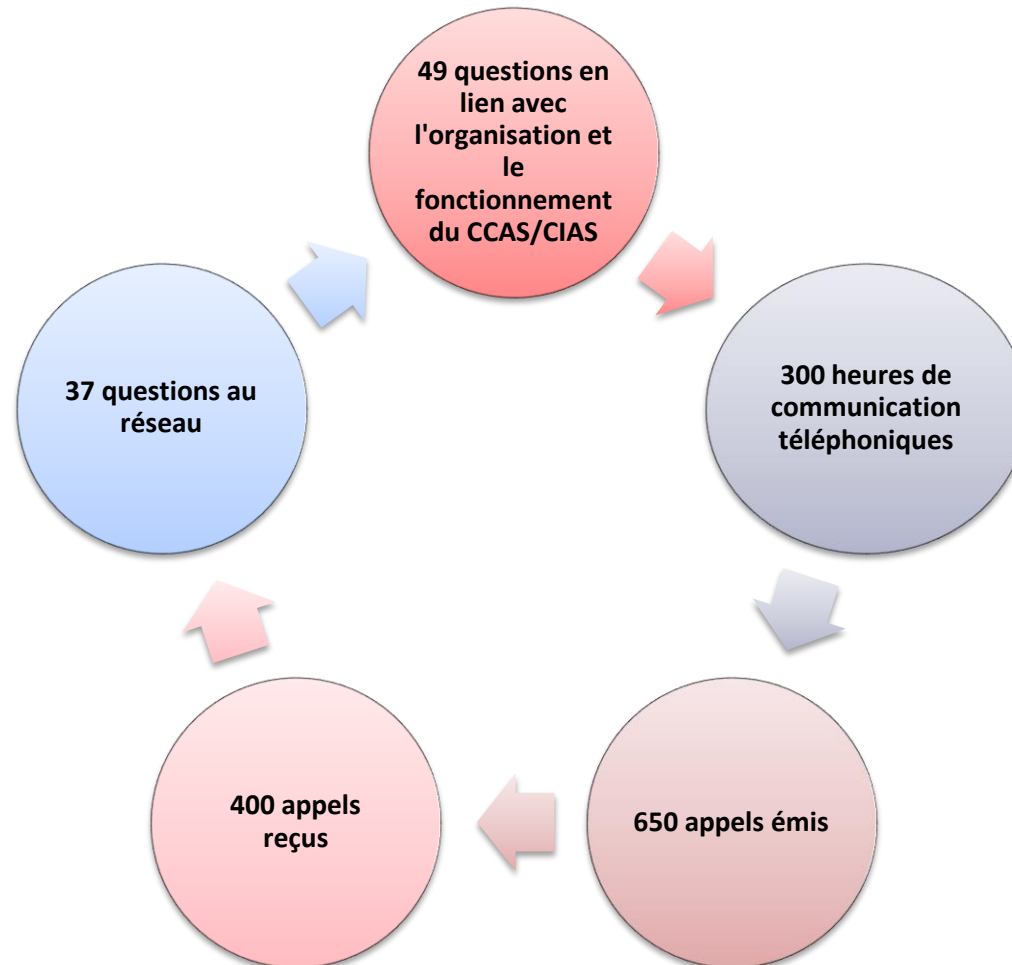 49 questions en
lien avec
l'organisation et
le
fonctionnement
du CCAS/CIAS
300 heures de
communication
téléphoniques
650 appels émis
400 appels
reçus
37 questions au
réseau